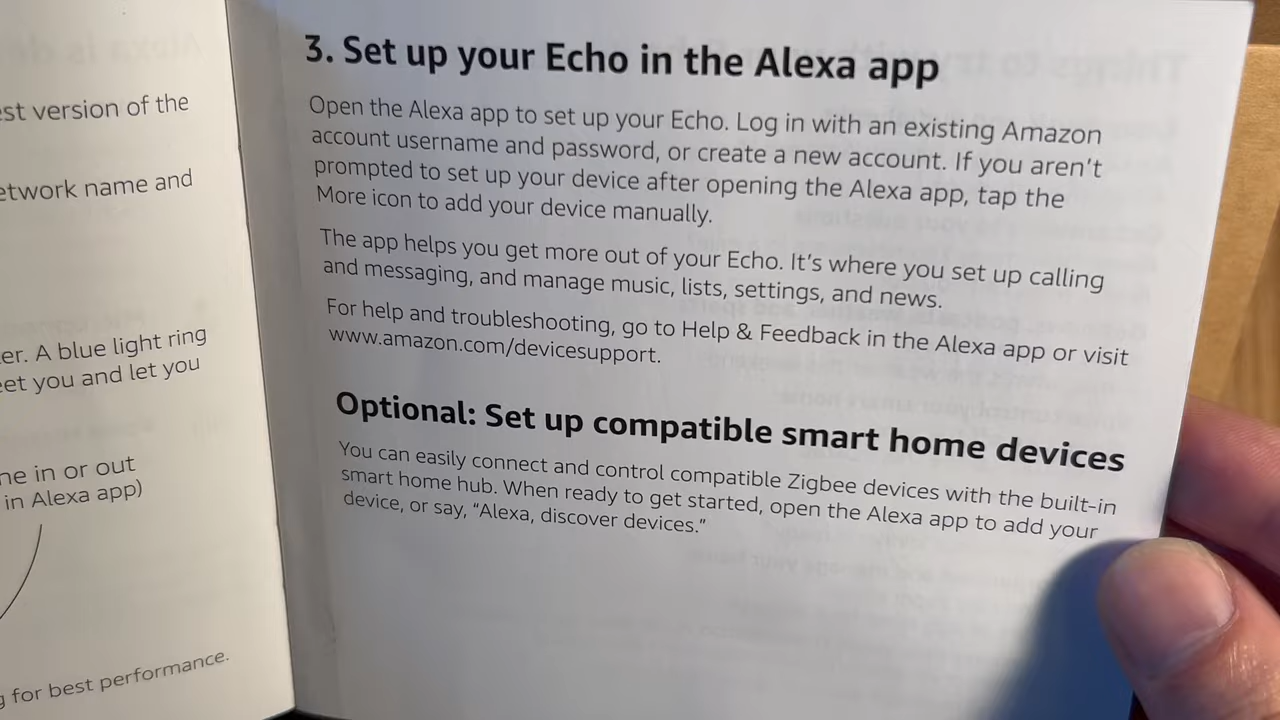 est version of the
etwork name and
er. A blue light ring
eet you and let you
ne in or out
in Alexa app)
g for best performance.
3. Set up your Echo in the Alexa app
Open the Alexa app to set up your Echo. Log in with an existing Amazon
account username and password, or create a new account. If you aren't
prompted to set up your device after opening the Alexa app, tap the
More icon to add your device manually.
The app helps you get more out of your Echo. It's where you set up calling
and messaging, and manage music, lists, settings, and news.
For help and troubleshooting, go to Help & Feedback in the Alexa app or visit
www.amazon.com/devicesupport.
Optional: Set up compatible smart home devices
You can easily connect and control compatible Zigbee devices with the built-in
smart home hub. When ready to get started, open the Alexa app to add your
device, or say, "Alexa, discover devices."